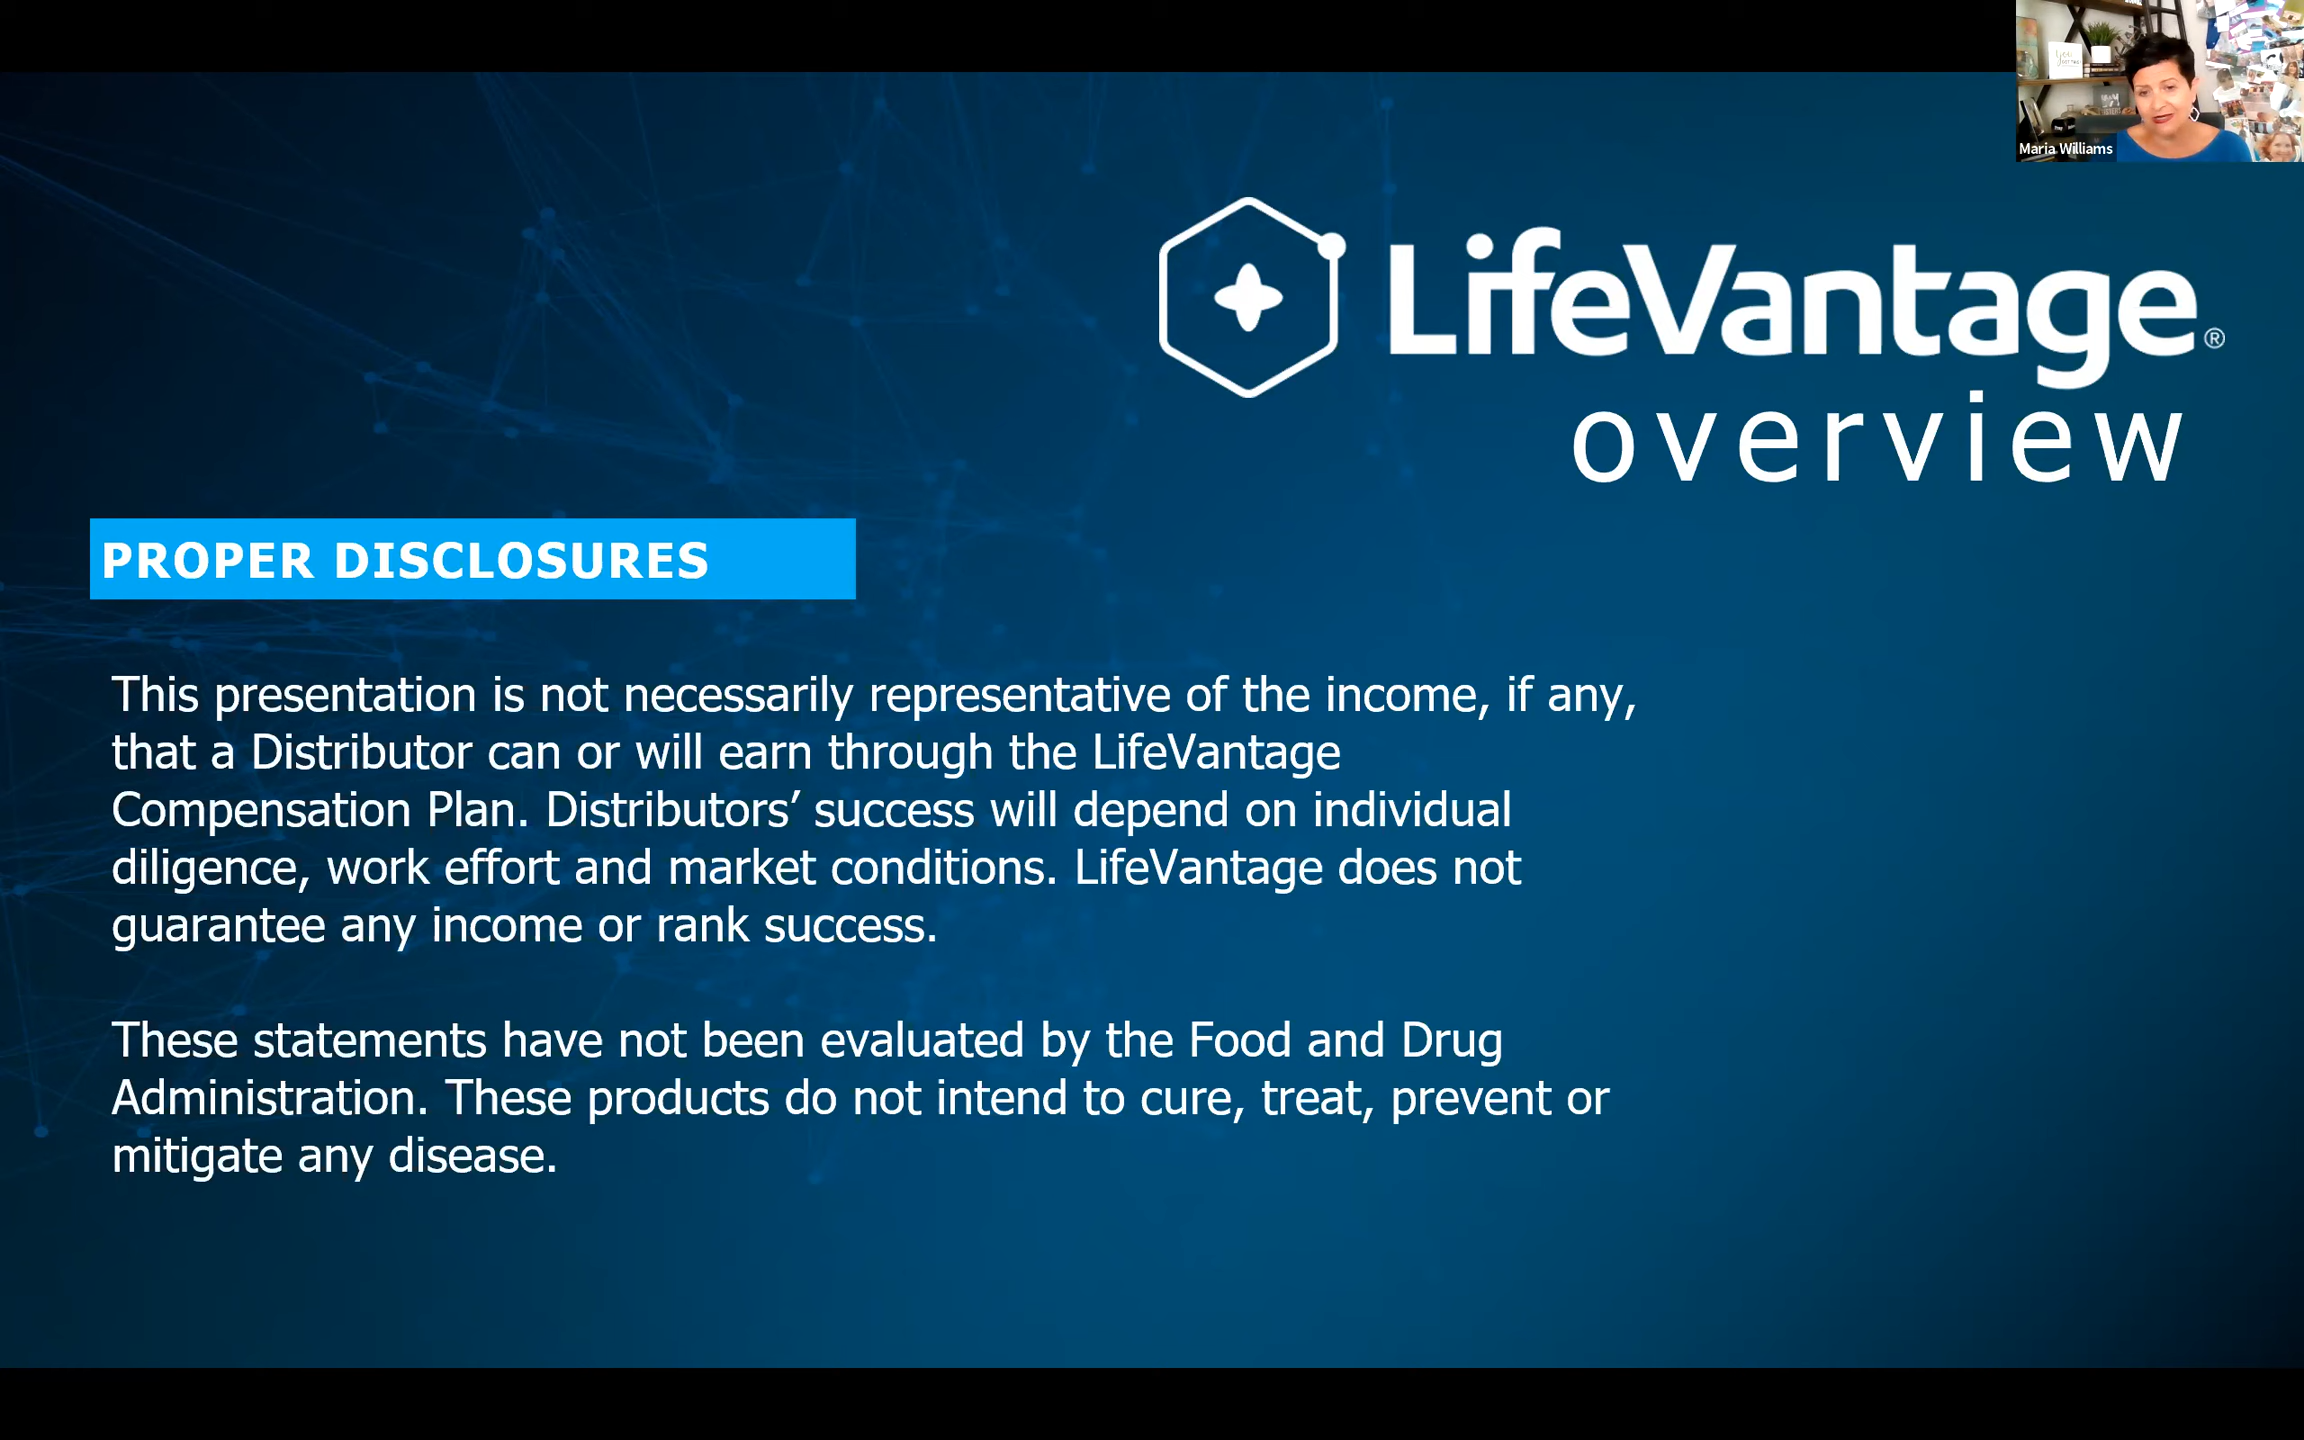 Maria Williams
LifeVantage®
overview
PROPER DISCLOSURES
This presentation is not necessarily representative of the income, if any,
that a Distributor can or will earn through the LifeVantage
Compensation Plan. Distributors’ success will depend on individual
diligence, work effort and market conditions. LifeVantage does not
guarantee any income or rank success.
These statements have not been evaluated by the Food and Drug
Administration. These products do not intend to cure, treat, prevent or
mitigate any disease.